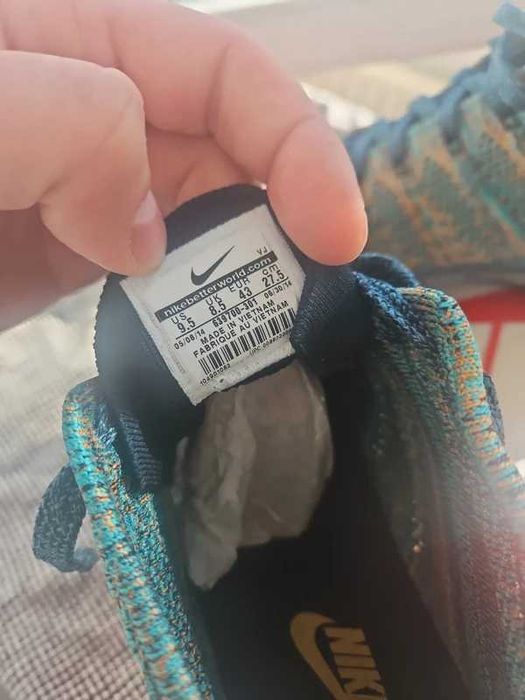 VJ
nikebetterworld.com
US UK EUR cm
9.5 8.5 43 27.5
05/08/14 06/30/14
MADE IN VIETNAM
FABRIQUE AU VIETNAM
NIKE